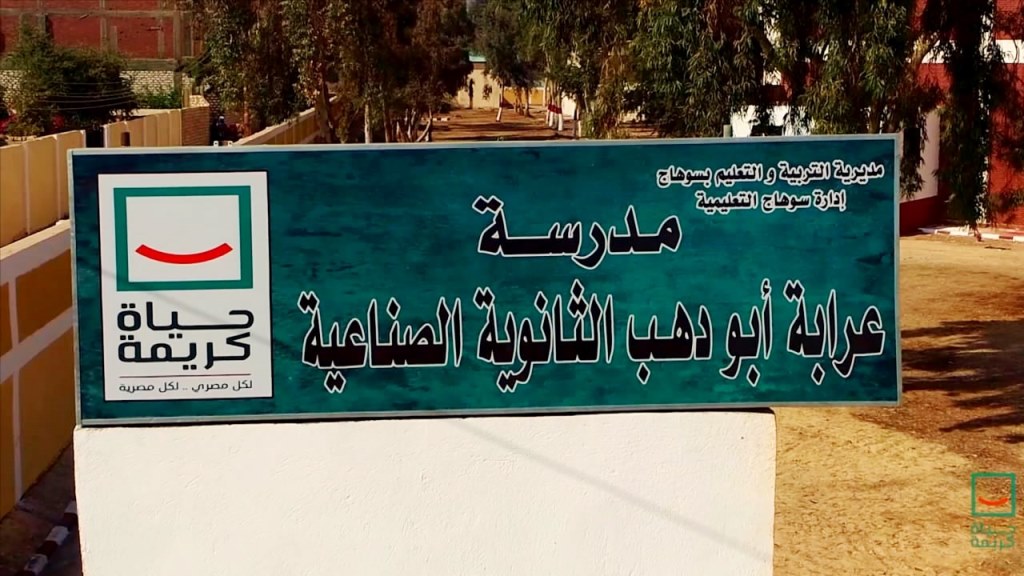 مديرية التربية و التعليم بسوهاج
إدارة سوهاج التعليمية
مدرسة
عرابة أبو دهب الثانوية الصناعية
حياة
كريمة
لكل مصري .. لكل مصرية
حياة
كريمة